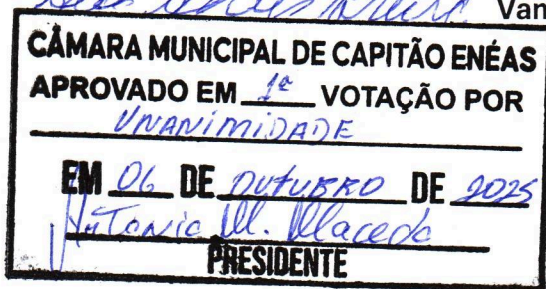 Van
CÂMARA MUNICIPAL DE CAPITÃO ENÉAS
APROVADO EM 1ª VOTAÇÃO POR
UNANIMIDADE
EM 06 DE OUTUBRO DE 2025
Antonio M. Macedo
PRESIDENTE